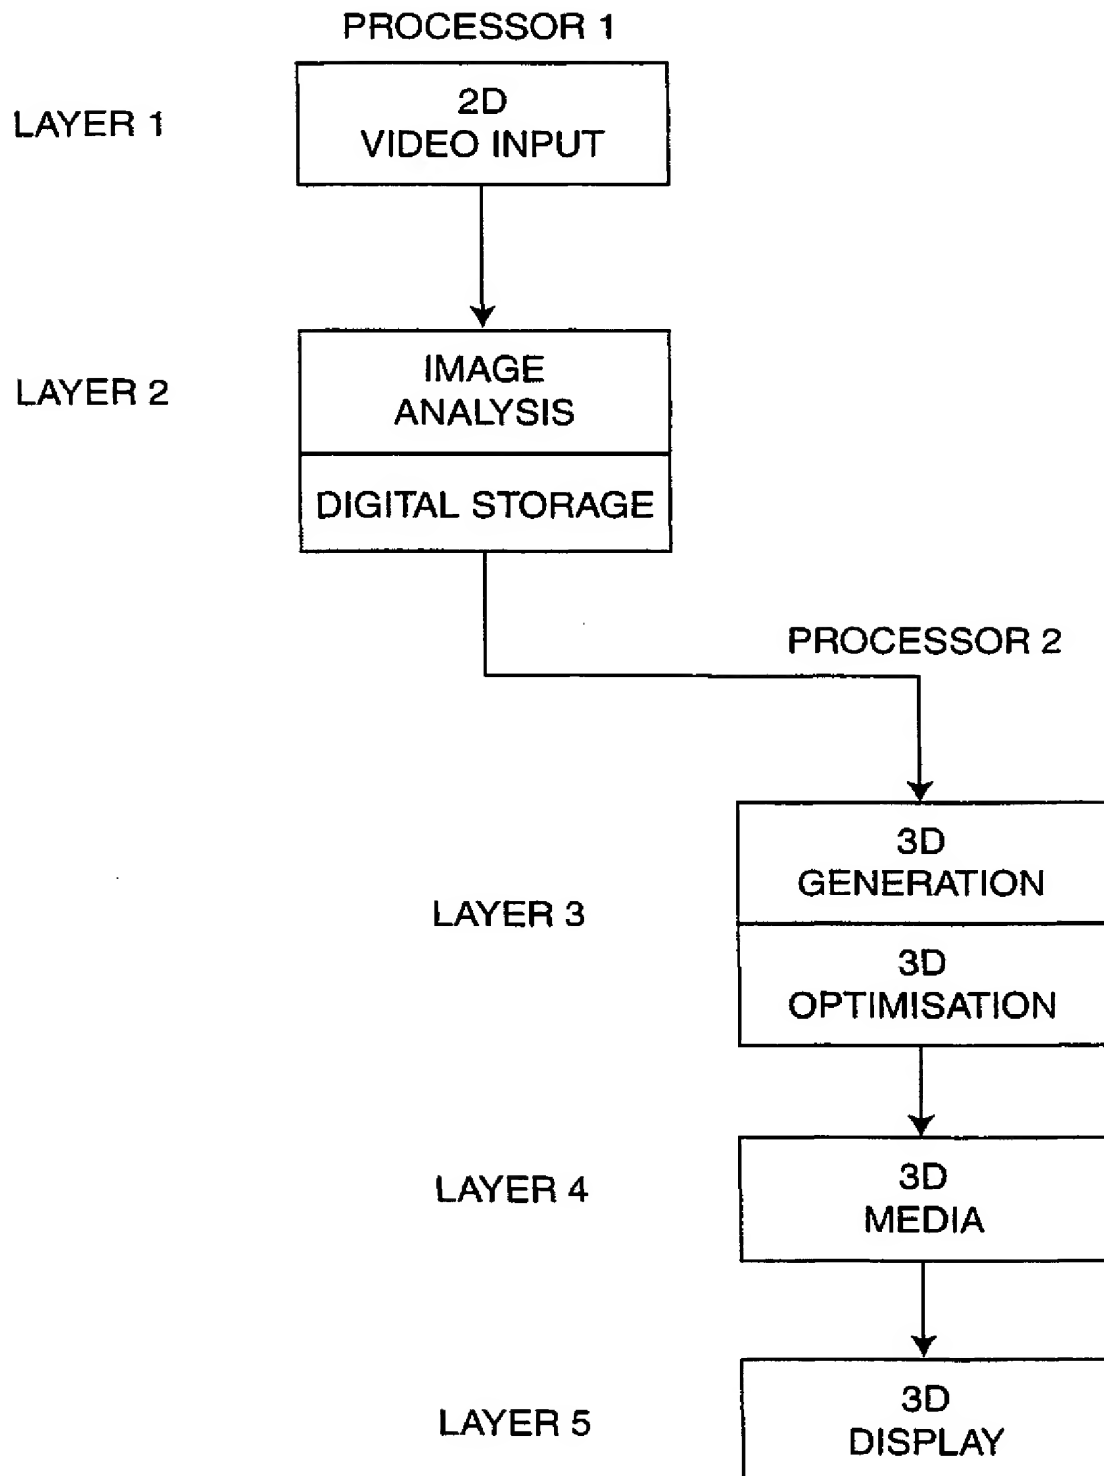 PROCESSOR 1
LAYER 1
2D
VIDEO INPUT
LAYER 2
IMAGE
ANALYSIS
DIGITAL STORAGE
PROCESSOR 2
LAYER 3
3D
GENERATION
3D
OPTIMISATION
LAYER 4
3D
MEDIA
LAYER 5
3D
DISPLAY